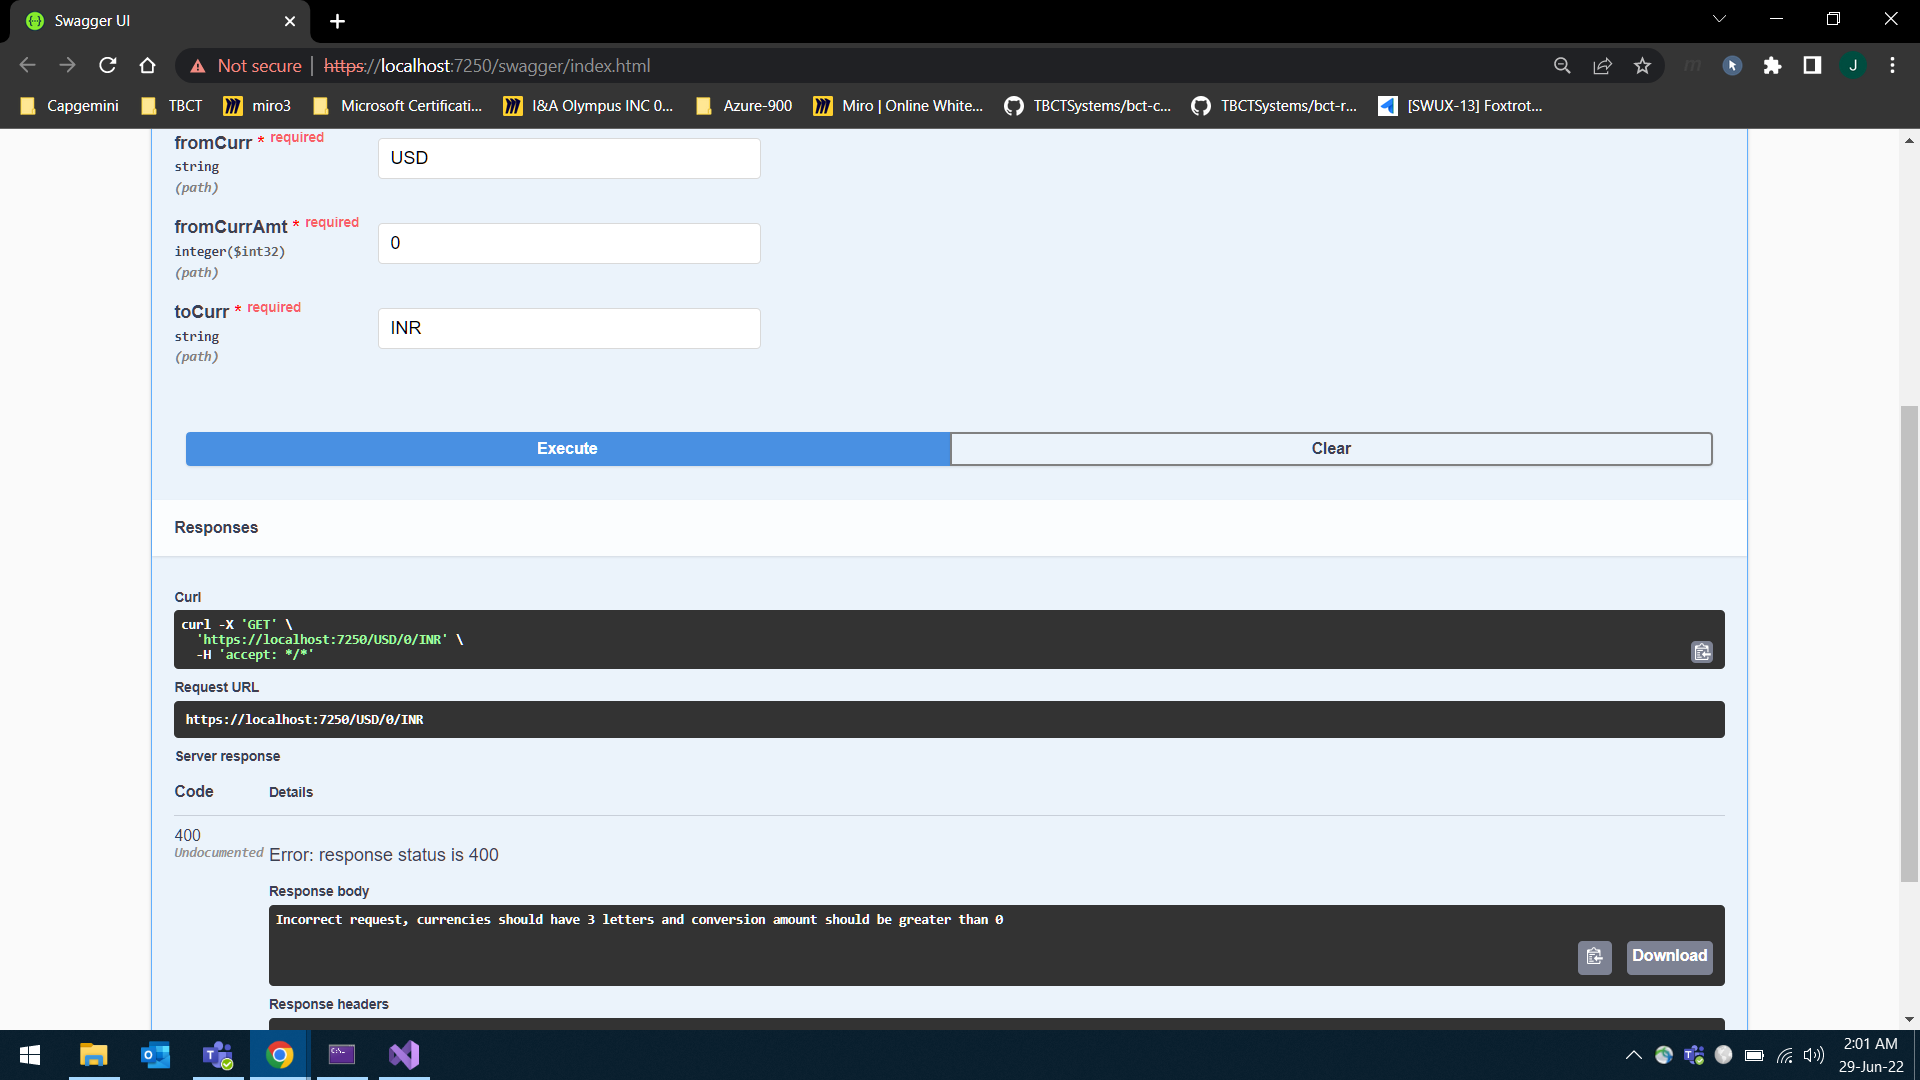 Swagger UI
Not secure
https://localhost:7250/swagger/index.html
J
Capgemini
TBCT
miro3
Microsoft Certificati...
I&A Olympus INC 0...
Azure-900
Miro | Online White...
TBCTSystems/bct-c...
TBCTSystems/bct-r...
[SWUX-13] Foxtrot...
fromCurr * required
string
(path)
USD
fromCurrAmt * required
integer($int32)
(path)
0
toCurr * required
string
(path)
INR
Execute
Clear
Responses
Curl
curl -X 'GET' \
'https://localhost:7250/USD/0/INR' \
-H 'accept: */*'
Request URL
https://localhost:7250/USD/0/INR
Server response
Code
Details
400
Undocumented
Error: response status is 400
Response body
Incorrect request, currencies should have 3 letters and conversion amount should be greater than 0
Download
Response headers
2:01 AM
29-Jun-22